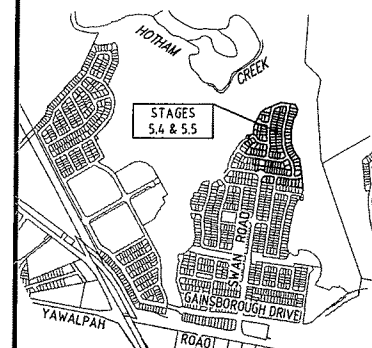 HOTHAM
CREEK
STAGES
5.4 & 5.5
SWAN ROAD
GAINSBOROUGH DRIVE
YAWALPAH
ROAD